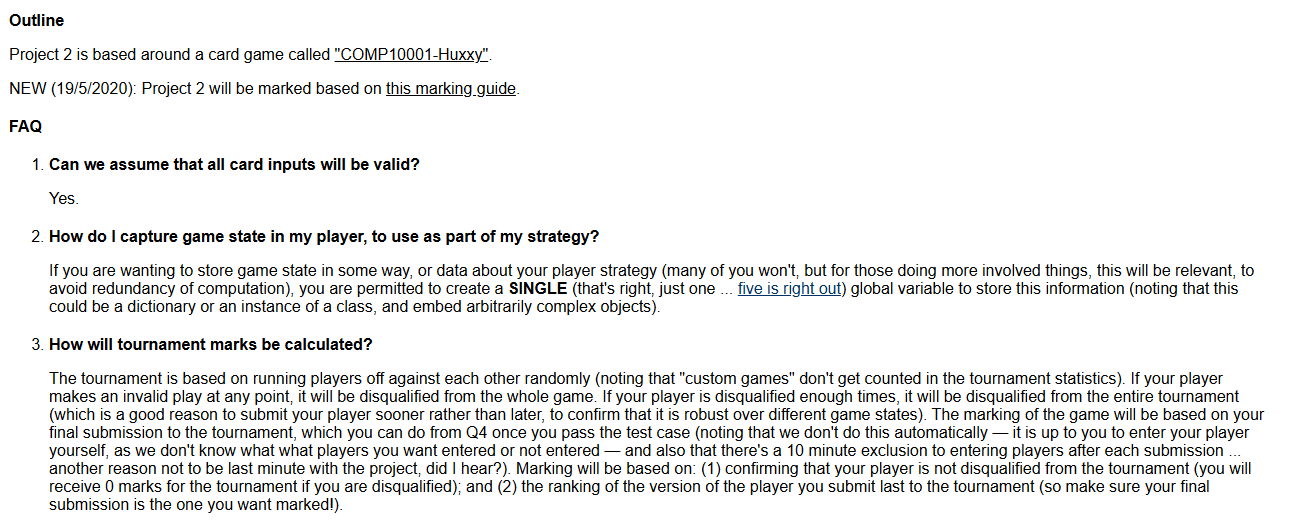 Outline
Project 2 is based around a card game called "COMP10001-Huxxy".
NEW (19/5/2020): Project 2 will be marked based on this marking guide.
FAQ
1. Can we assume that all card inputs will be valid?
Yes.
2. How do I capture game state in my player, to use as part of my strategy?
If you are wanting to store game state in some way, or data about your player strategy (many of you won't, but for those doing more involved things, this will be relevant, to
avoid redundancy of computation), you are permitted to create a SINGLE (that's right, just one ... five is right out) global variable to store this information (noting that this
could be a dictionary or an instance of a class, and embed arbitrarily complex objects).
3. How will tournament marks be calculated?
The tournament is based on running players off against each other randomly (noting that "custom games" don't get counted in the tournament statistics). If your player
makes an invalid play at any point, it will be disqualified from the whole game. If your player is disqualified enough times, it will be disqualified from the entire tournament
(which is a good reason to submit your player sooner rather than later, to confirm that it is robust over different game states). The marking of the game will be based on your
final submission to the tournament, which you can do from Q4 once you pass the test case (noting that we don't do this automatically — it is up to you to enter your player
yourself, as we don't know what what players you want entered or not entered — and also that there's a 10 minute exclusion to entering players after each submission ...
another reason not to be last minute with the project, did I hear?). Marking will be based on: (1) confirming that your player is not disqualified from the tournament (you will
receive 0 marks for the tournament if you are disqualified); and (2) the ranking of the version of the player you submit last to the tournament (so make sure your final
submission is the one you want marked!).